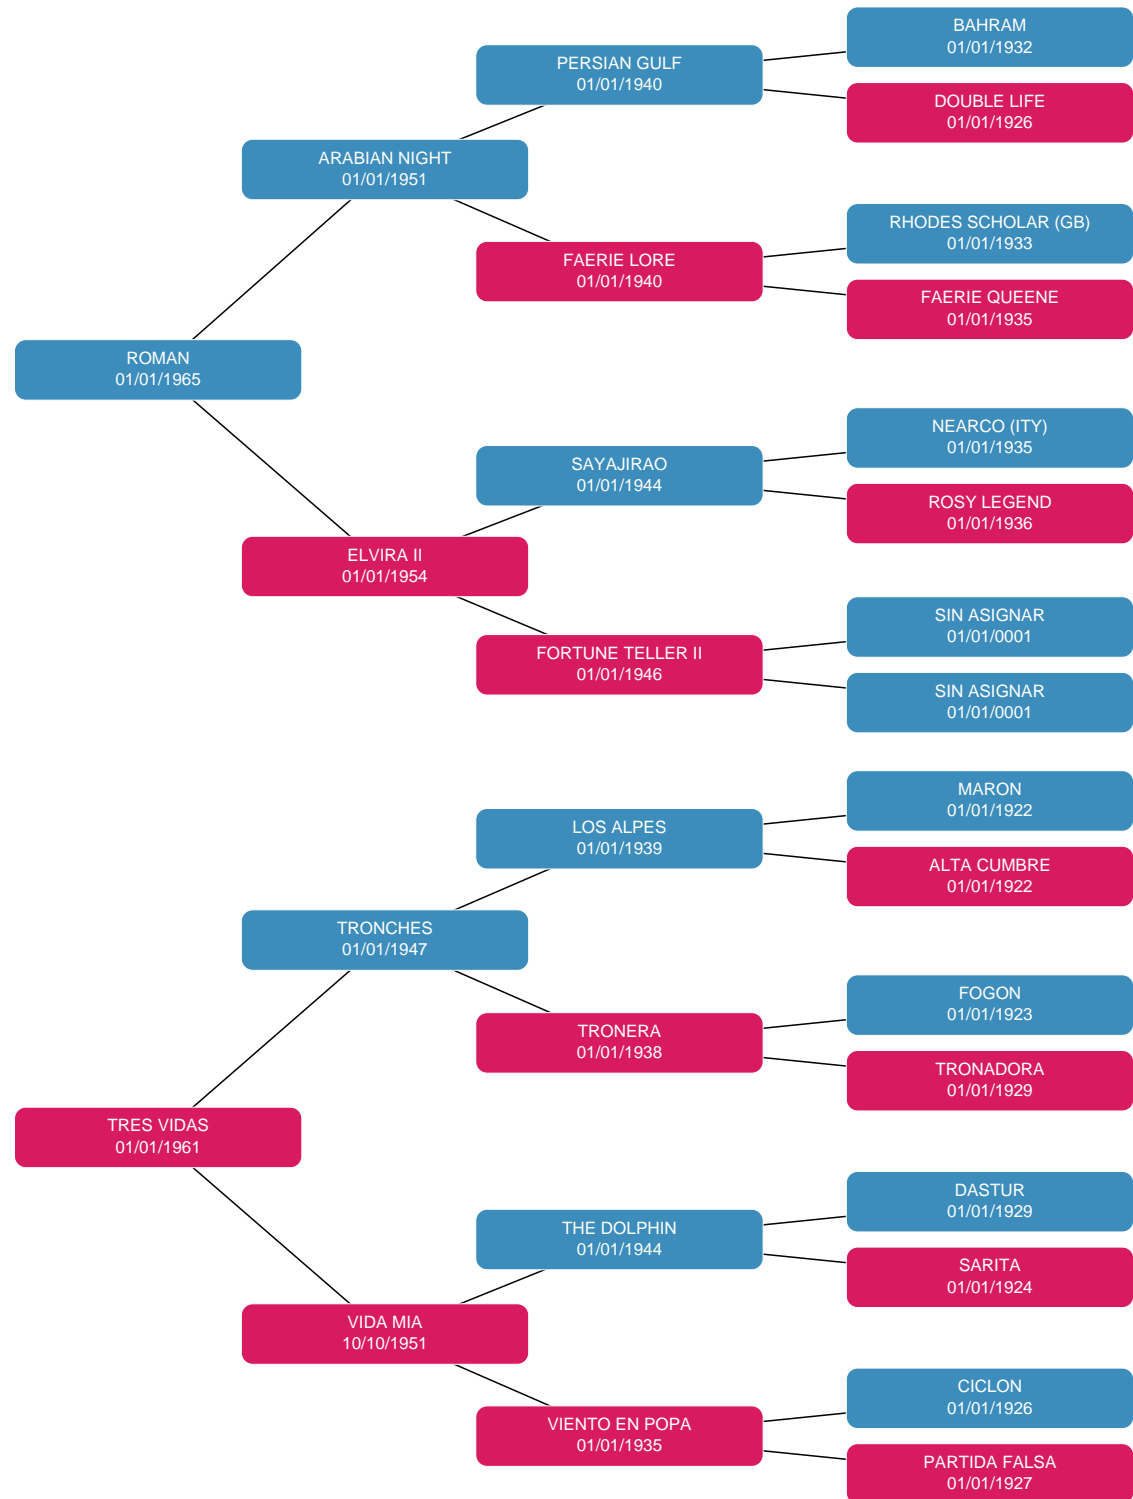 BAHRAM
01/01/1932
PERSIAN GULF
01/01/1940
DOUBLE LIFE
01/01/1926
ARABIAN NIGHT
01/01/1951
RHODES SCHOLAR (GB)
01/01/1933
FAERIE LORE
01/01/1940
FAERIE QUEENE
01/01/1935
ROMAN
01/01/1965
NEARCO (ITY)
01/01/1935
SAYAJIRAO
01/01/1944
ROSY LEGEND
01/01/1936
ELVIRA II
01/01/1954
SIN ASIGNAR
01/01/0001
FORTUNE TELLER II
01/01/1946
SIN ASIGNAR
01/01/0001
MARON
01/01/1922
LOS ALPES
01/01/1939
ALTA CUMBRE
01/01/1922
TRONCHES
01/01/1947
FOGON
01/01/1923
TRONERA
01/01/1938
TRONADORA
01/01/1929
TRES VIDAS
01/01/1961
DASTUR
01/01/1929
THE DOLPHIN
01/01/1944
SARITA
01/01/1924
VIDA MIA
10/10/1951
CICLON
01/01/1926
VIENTO EN POPA
01/01/1935
PARTIDA FALSA
01/01/1927